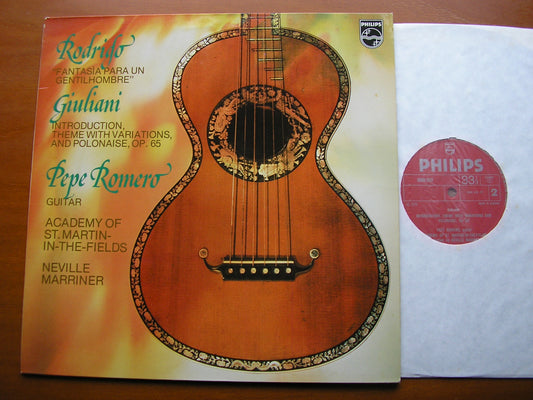 PHILIPS
Rodrigo
"FANTASIA PARA UN
GENTILHOMBRE"
Giuliani
INTRODUCTION,
THEME WITH VARIATIONS,
AND POLONAISE, OP. 65
Pepe Romero
GUITAR
ACADEMY OF
ST. MARTIN-
IN-THE-FIELDS
NEVILLE
MARRINER
PHILIPS
33
2